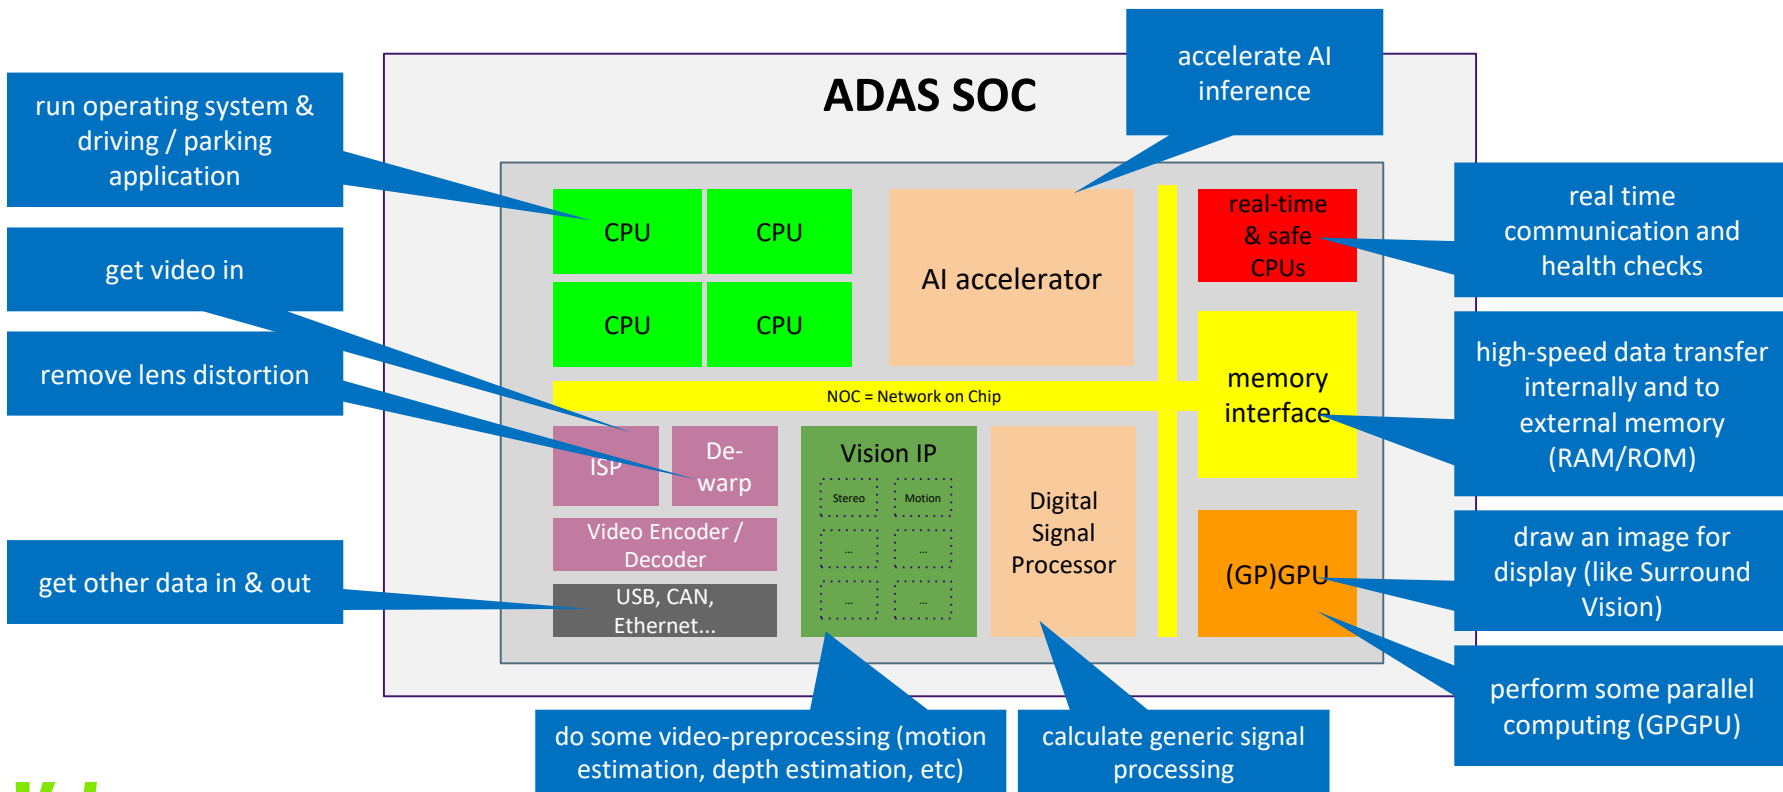 accelerate AI
inference
ADAS SOC
run operating system &
driving / parking
application
get video in
remove lens distortion
get other data in & out
CPU
CPU
CPU
CPU
AI accelerator
real-time
& safe
CPUs
real time
communication and
health checks
NOC = Network on Chip
memory
interface
high-speed data transfer
internally and to
external memory
(RAM/ROM)
ISP
De-
warp
Video Encoder /
Decoder
USB, CAN,
Ethernet...
Vision IP
Stereo
Motion
...
...
...
...
Digital
Signal
Processor
(GP)GPU
draw an image for
display (like Surround
Vision)
perform some parallel
computing (GPGPU)
do some video-preprocessing (motion
estimation, depth estimation, etc)
calculate generic signal
processing